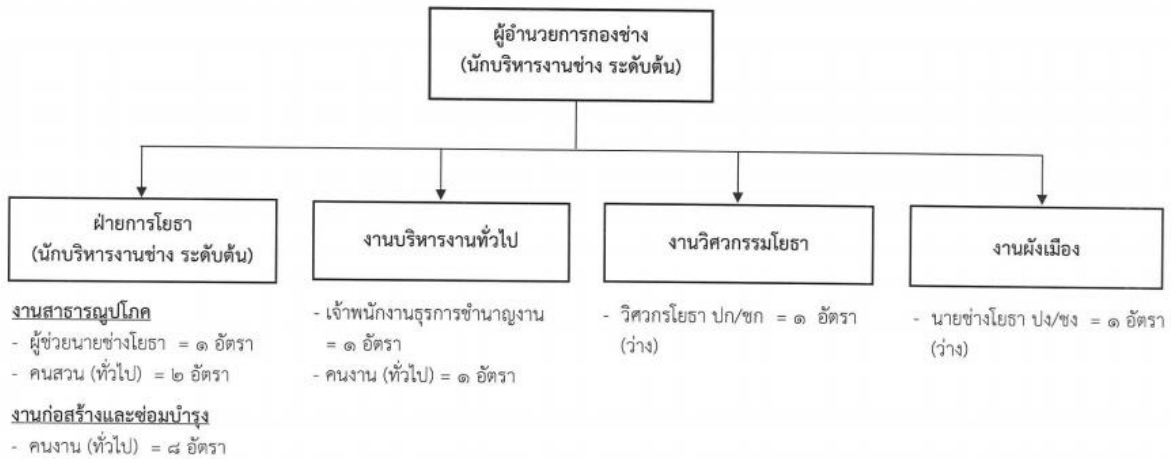 ผู้อำนวยการกองช่าง
(นักบริหารงานช่าง ระดับต้น)
ฝ่ายการโยธา
(นักบริหารงานช่าง ระดับต้น)
งานบริหารงานทั่วไป
งานวิศวกรรมโยธา
งานผังเมือง
งานสาธารณูปโภค
- ผู้ช่วยนายช่างโยธา = ๑ อัตรา
- คนสวน (ทั่วไป) = ๒ อัตรา
งานก่อสร้างและซ่อมบำรุง
- คนงาน (ทั่วไป) = ๘ อัตรา
- เจ้าพนักงานธุรการชำนาญงาน
= ๑ อัตรา
- คนงาน (ทั่วไป) = ๑ อัตรา
- วิศวกรโยธา ปก/ชก = ๑ อัตรา
(ว่าง)
- นายช่างโยธา ปง/ชง = ๑ อัตรา
(ว่าง)